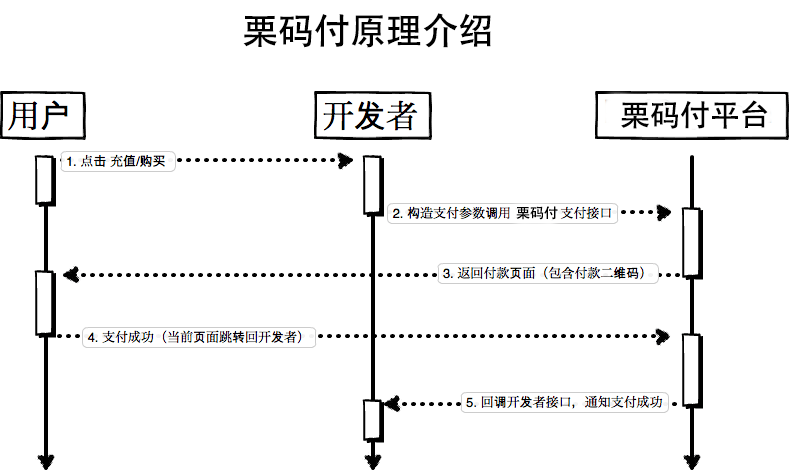 栗码付原理介绍
用户
开发者
栗码付平台
1. 点击 充值/购买
2. 构造支付参数调用 栗码付 支付接口
3. 返回付款页面（包含付款二维码）
4. 支付成功（当前页面跳转回开发者）
5. 回调开发者接口，通知支付成功